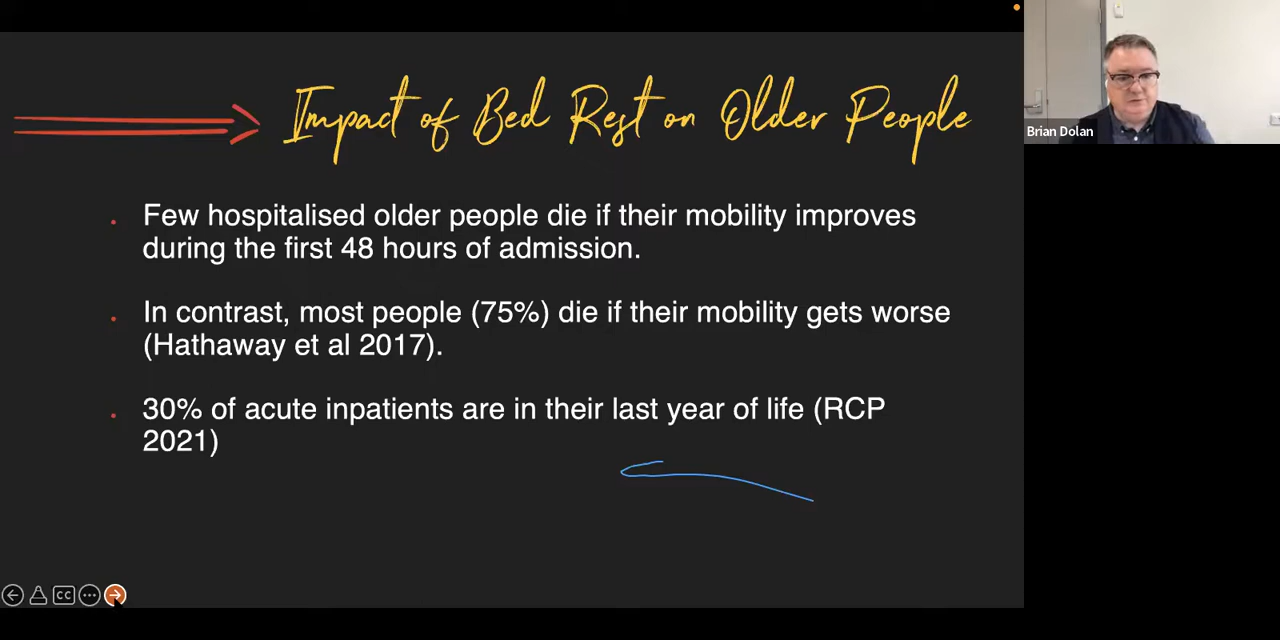 Impact of Bed Rest on Older People
Few hospitalised older people die if their mobility improves
during the first 48 hours of admission.
In contrast, most people (75%) die if their mobility gets worse
(Hathaway et al 2017).
30% of acute inpatients are in their last year of life (RCP
2021)
Brian Dolan
CC